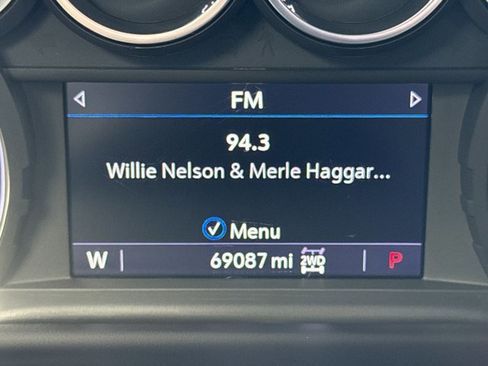 FM
94.3
Willie Nelson & Merle Haggar...
Menu
W 69087 mi 2WD P